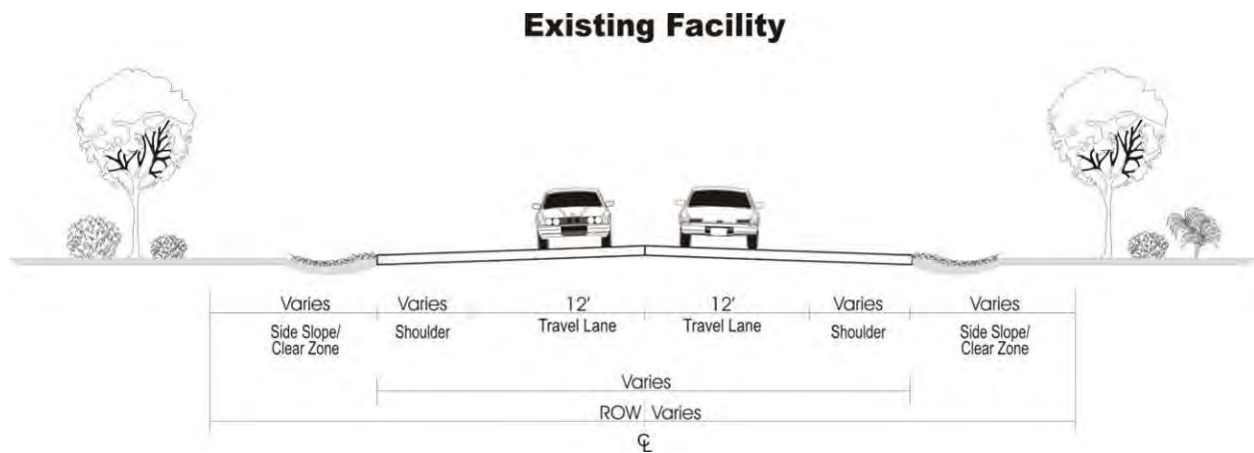 Existing Facility
Varies Varies 12' 12' Varies Varies
Side Slope/ Shoulder Travel Lane Travel Lane Shoulder Side Slope/
Clear Zone Clear Zone
Varies
ROW Varies
℄